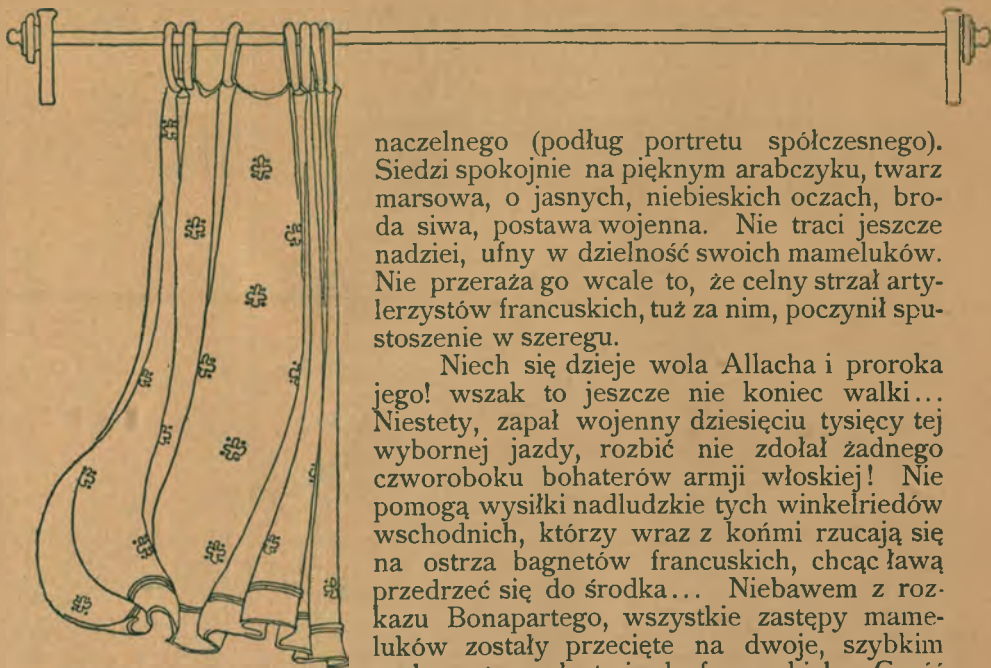 naczelnego (podług portretu spółczesnego).
Siedzi spokojnie na pięknym arabczyku, twarz
marsowa, o jasnych, niebieskich oczach, bro-
da siwa, postawa wojenna. Nie traci jeszcze
nadziei, ufny w dzielność swoich mameluków.
Nie przeraża go wcale to, że celny strzał arty-
lerzystów francuskich, tuż za nim, poczynił spu-
stoszenie w szeregu.
Niech się dzieje wola Allacha i proroka
jego! wszak to jeszcze nie koniec walki...
Niestety, zapał wojenny dziesięciu tysięcy tej
wybornej jazdy, rozbić nie zdołał żadnego
czworoboku bohaterów armji włoskiej! Nie
pomogą wysiłki nadludzkie tych winkelriedów
wschodnich, którzy wraz z końmi rzucają się
na ostrza bagnetów francuskich, chcąc ławą
przedrzeć się do środka... Niebawem z roz-
kazu Bonapartego, wszystkie zastępy mame-
luków zostały przecięte na dwoje, szybkim